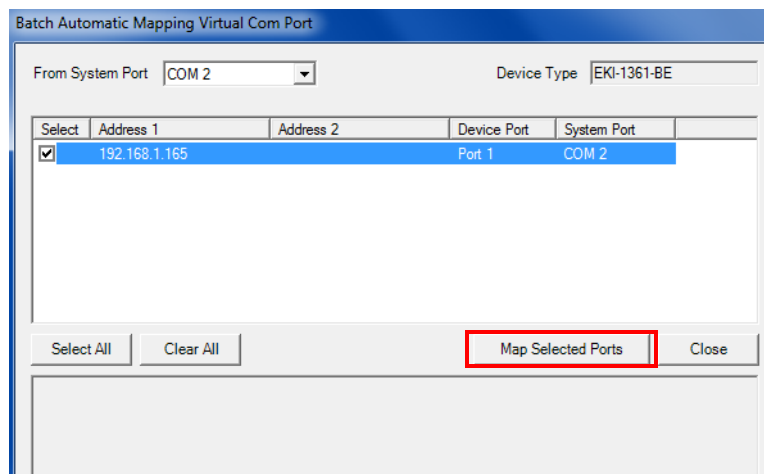 Batch Automatic Mapping Virtual Com Port
From System Port COM 2 Device Type EKI-1361-BE
Select Address 1 Address 2 Device Port System Port
192.168.1.165 Port 1 COM 2
Select All Clear All Map Selected Ports Close